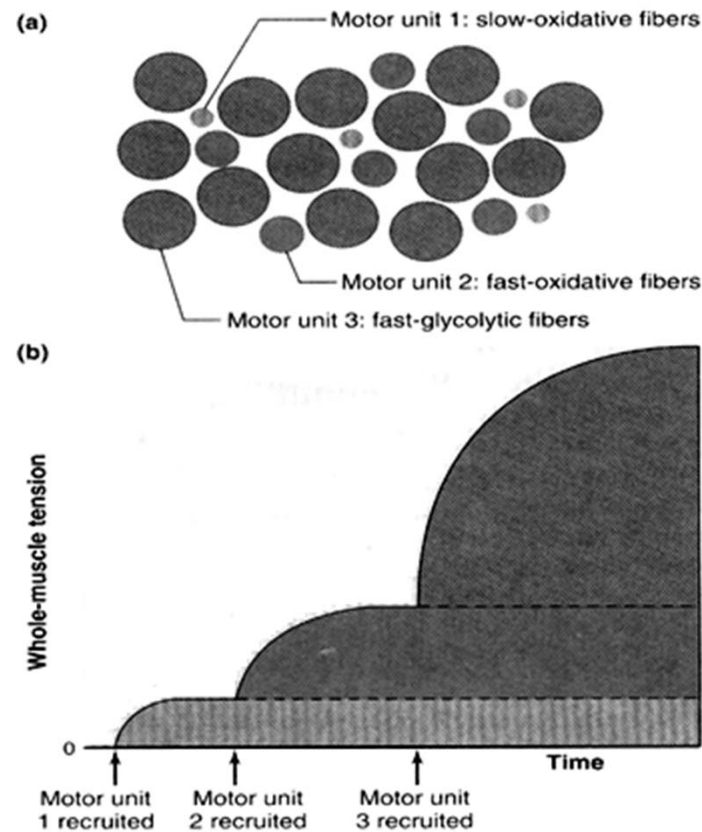 (a)
Motor unit 1: slow-oxidative fibers
Motor unit 2: fast-oxidative fibers
Motor unit 3: fast-glycolytic fibers
(b)
Whole-muscle tension
0
Time
Motor unit
1 recruited
Motor unit
2 recruited
Motor unit
3 recruited